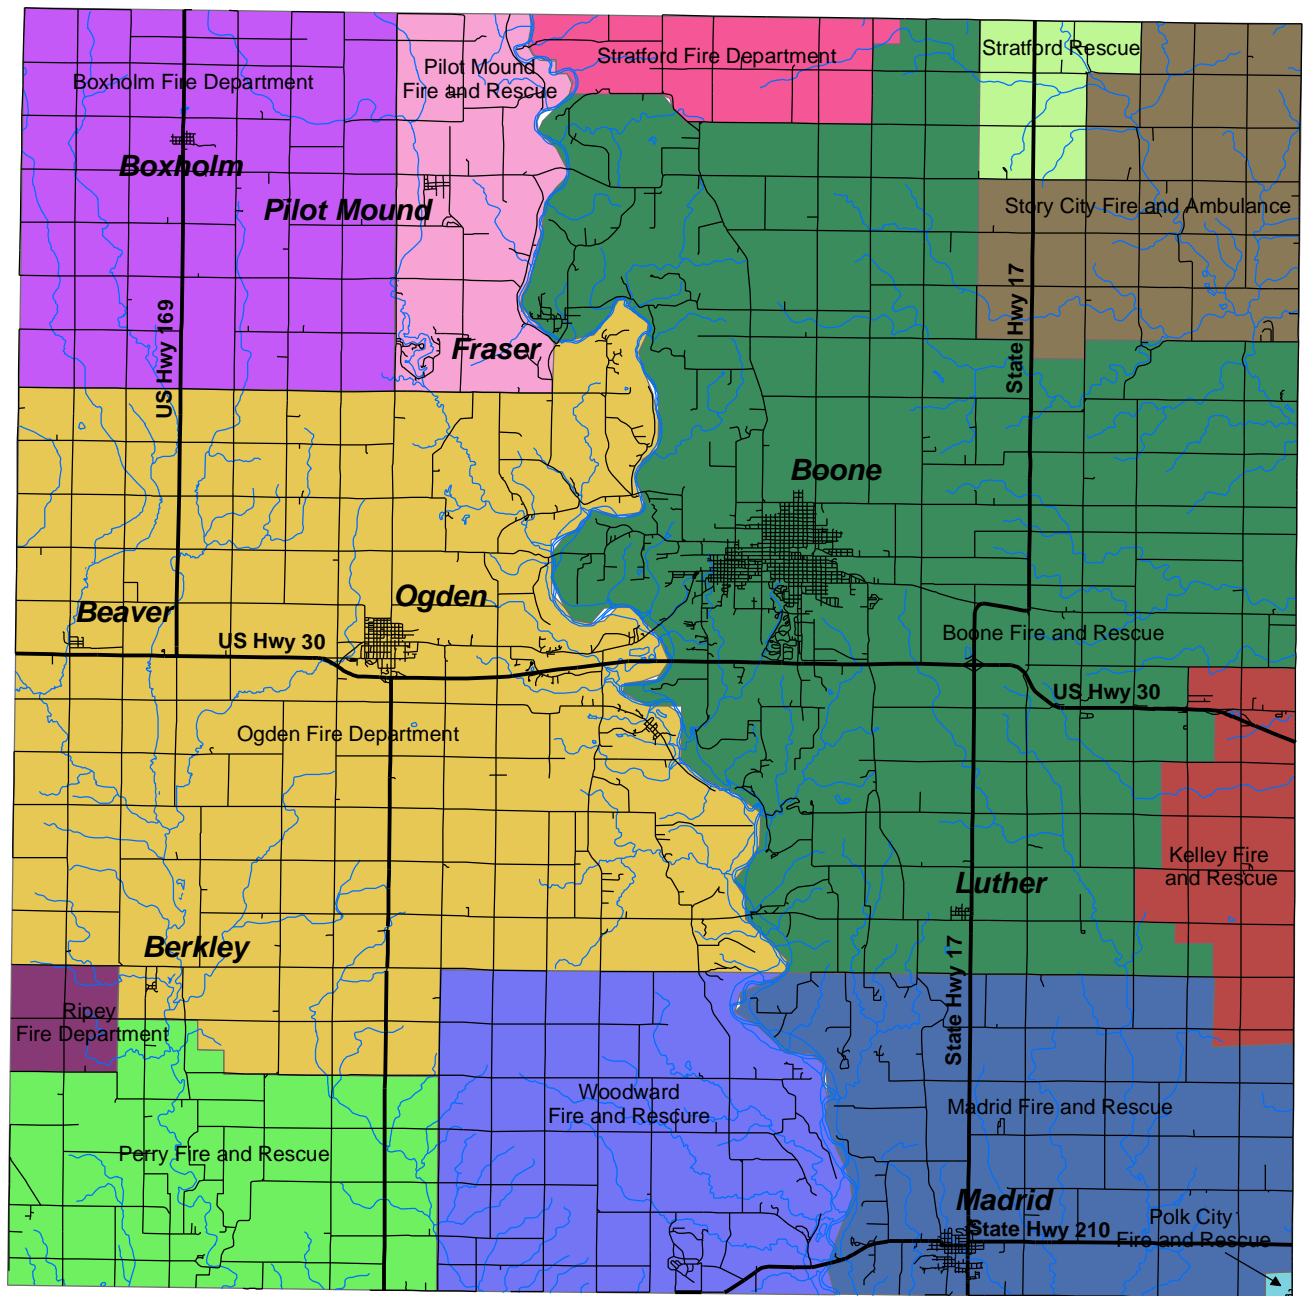 Stratford Rescue
Stratford Fire Department
Pilot Mound
Fire and Rescue
Boxholm Fire Department
Boxholm
Pilot Mound
Story City Fire and Ambulance
US Hwy 169
State Hwy 17
Fraser
Boone
Ogden
Beaver
US Hwy 30
Boone Fire and Rescue
US Hwy 30
Ogden Fire Department
Kelley Fire
and Rescue
Luther
Berkley
State Hwy 17
Ripey
Fire Department
Woodward
Fire and Rescure
Madrid Fire and Rescue
Perry Fire and Rescue
Madrid
State Hwy 210
Polk City
Fire and Rescue